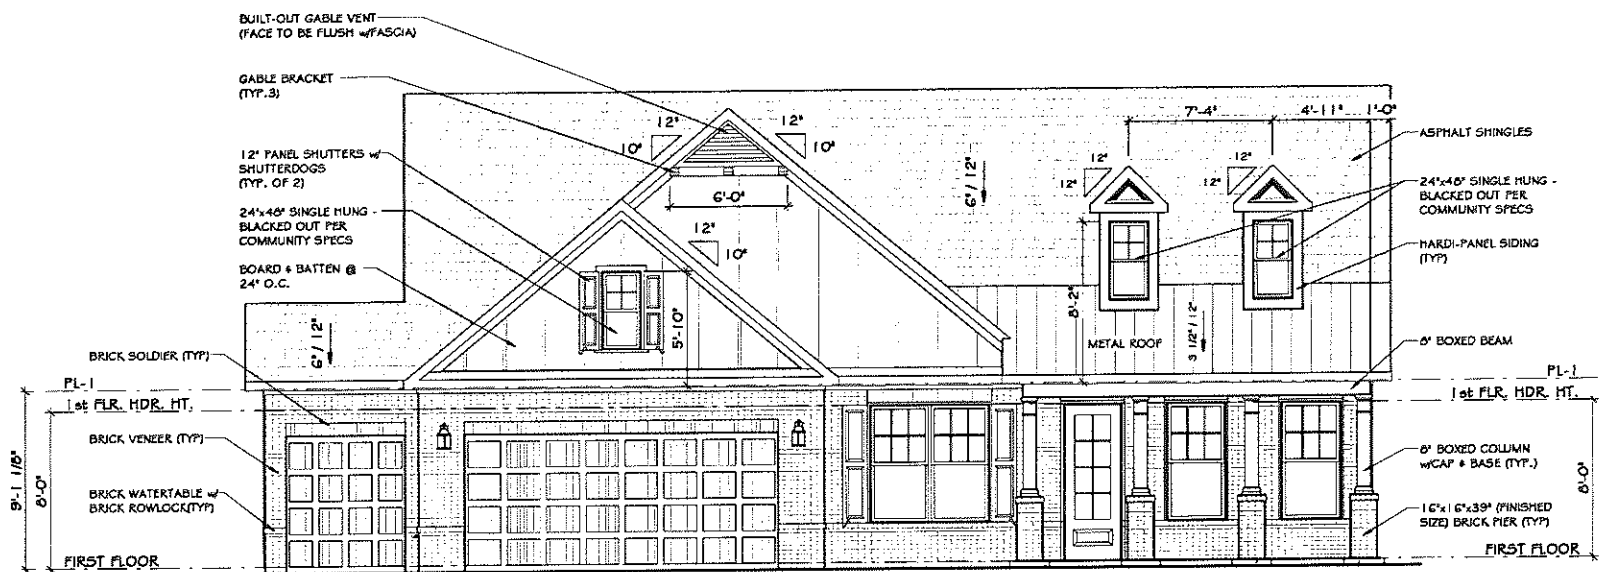 BUILT-OUT GABLE VENT
(FACE TO BE FLUSH w/FASCIA)
GABLE BRACKET
(TYP.3)
12" PANEL SHUTTERS w/
SHUTTERDOGS
(TYP. OF 2)
24"x48" SINGLE HUNG -
BLACKED OUT PER
COMMUNITY SPECS
BOARD & BATTEN @
24" O.C.
BRICK SOLDIER (TYP)
PL-1
1st FLR. HDR. HT.
BRICK VENEER (TYP)
BRICK WATERTABLE w/
BRICK ROWLOCK(TYP)
FIRST FLOOR
9'-1 1/8"
8'-0"
6" / 12"
12"
10"
12"
10"
6'-0"
12"
10"
5'-10"
6" / 12"
7'-4"
4'-11"
1'-0"
12"
12"
12"
12"
8'-2"
METAL ROOF
3 1/2" / 12"
ASPHALT SHINGLES
24"x48" SINGLE HUNG -
BLACKED OUT PER
COMMUNITY SPECS
HARDI-PANEL SIDING
(TYP)
8" BOXED BEAM
PL-1
1st FLR. HDR. HT.
8" BOXED COLUMN
w/CAP & BASE (TYP.)
8'-0"
16"x16"x39" (FINISHED
SIZE) BRICK PIER (TYP)
FIRST FLOOR